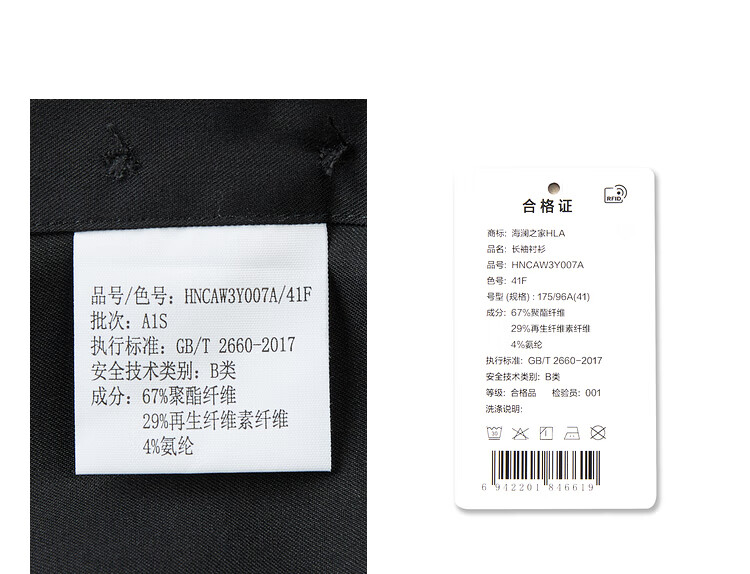 品号/色号: HNCAW3Y007A/41F
批次: A1S
执行标准: GB/T 2660-2017
安全技术类别: B类
成分: 67%聚酯纤维
29%再生纤维素纤维
4%氨纶
合格证
RFID
商标: 海澜之家HLA
品名: 长袖衬衫
品号: HNCAW3Y007A
色号: 41F
号型(规格): 175/96A(41)
成分: 67%聚酯纤维
29%再生纤维素纤维
4%氨纶
执行标准: GB/T 2660-2017
安全技术类别: B类
等级: 合格品 检验员: 001
洗涤说明:
30
6 942201 846619